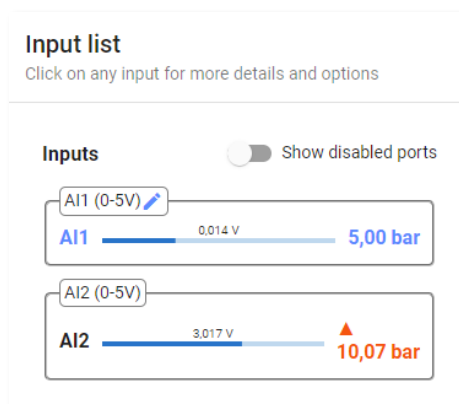 Input list
Click on any input for more details and options
Inputs
Show disabled ports
AI1 (0-5V)
AI1
0,014 V
5,00 bar
AI2 (0-5V)
AI2
3,017 V
10,07 bar